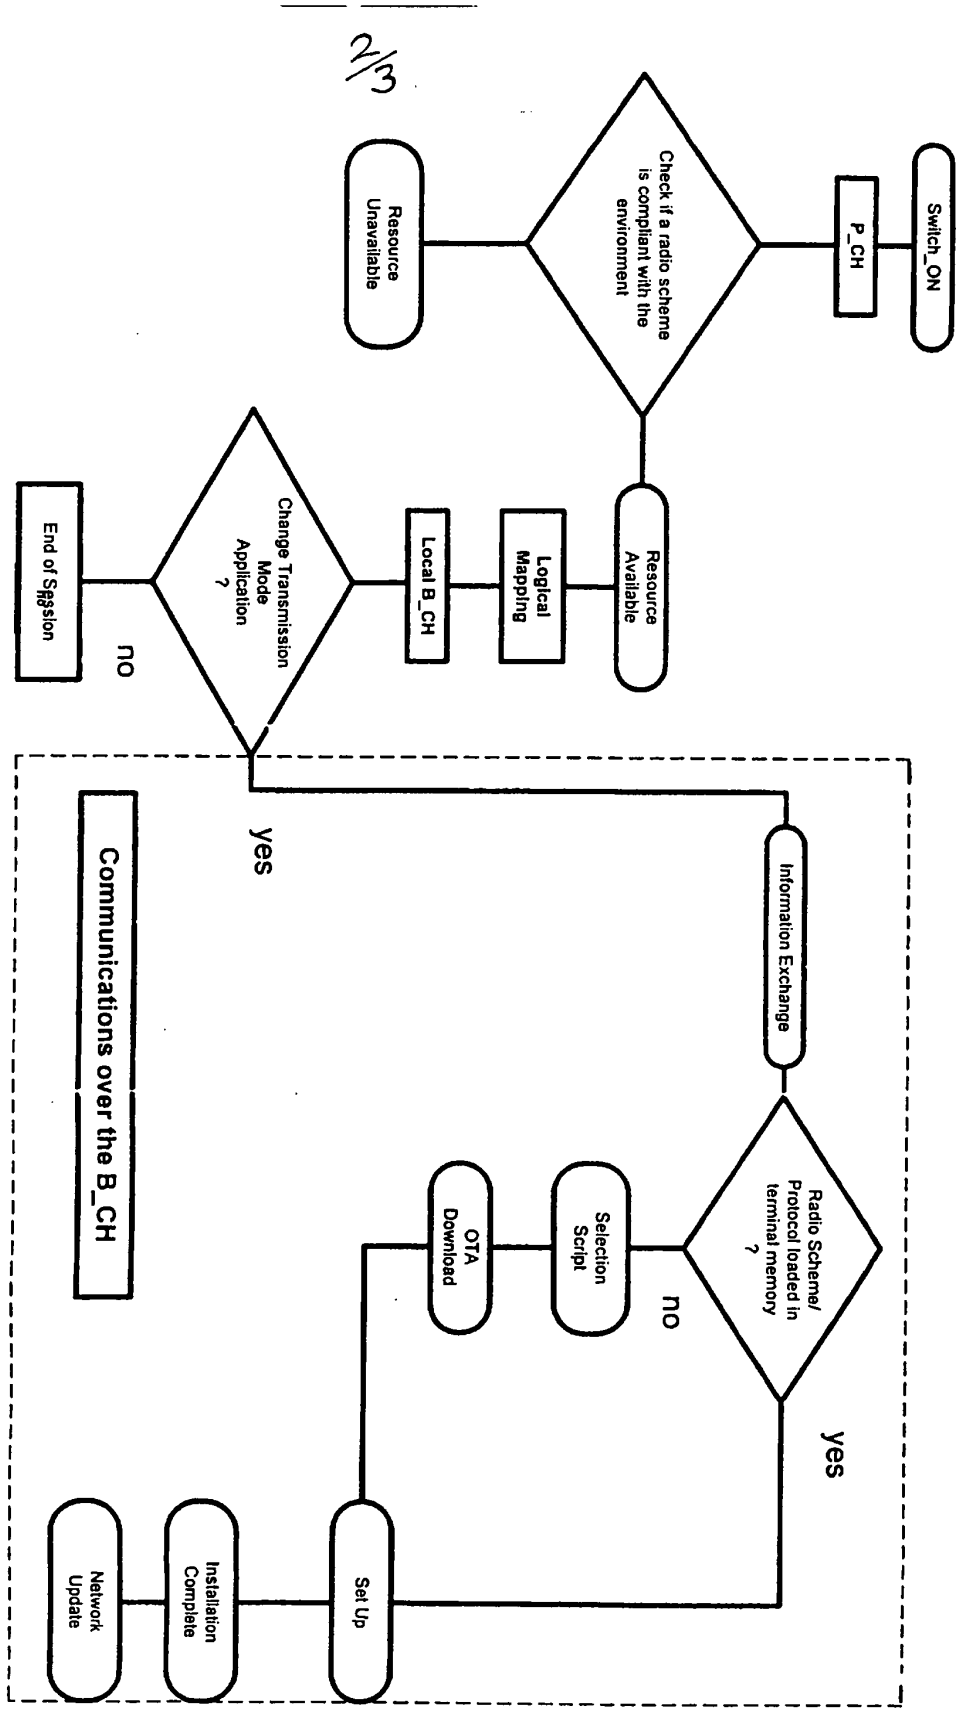 2/3
Switch_ON
P_CH
Check if a radio scheme
is compliant with the
environment
Resource
Unavailable
Resource
Available
Logical
Mapping
Local B_CH
Change Transmission
Mode
Application
?
no
End of Session
no
yes
Information Exchange
Radio Scheme/
Protocol loaded in
terminal memory
?
yes
no
Selection
Script
OTA
Download
Set Up
Installation
Complete
Network
Update
Communications over the B_CH